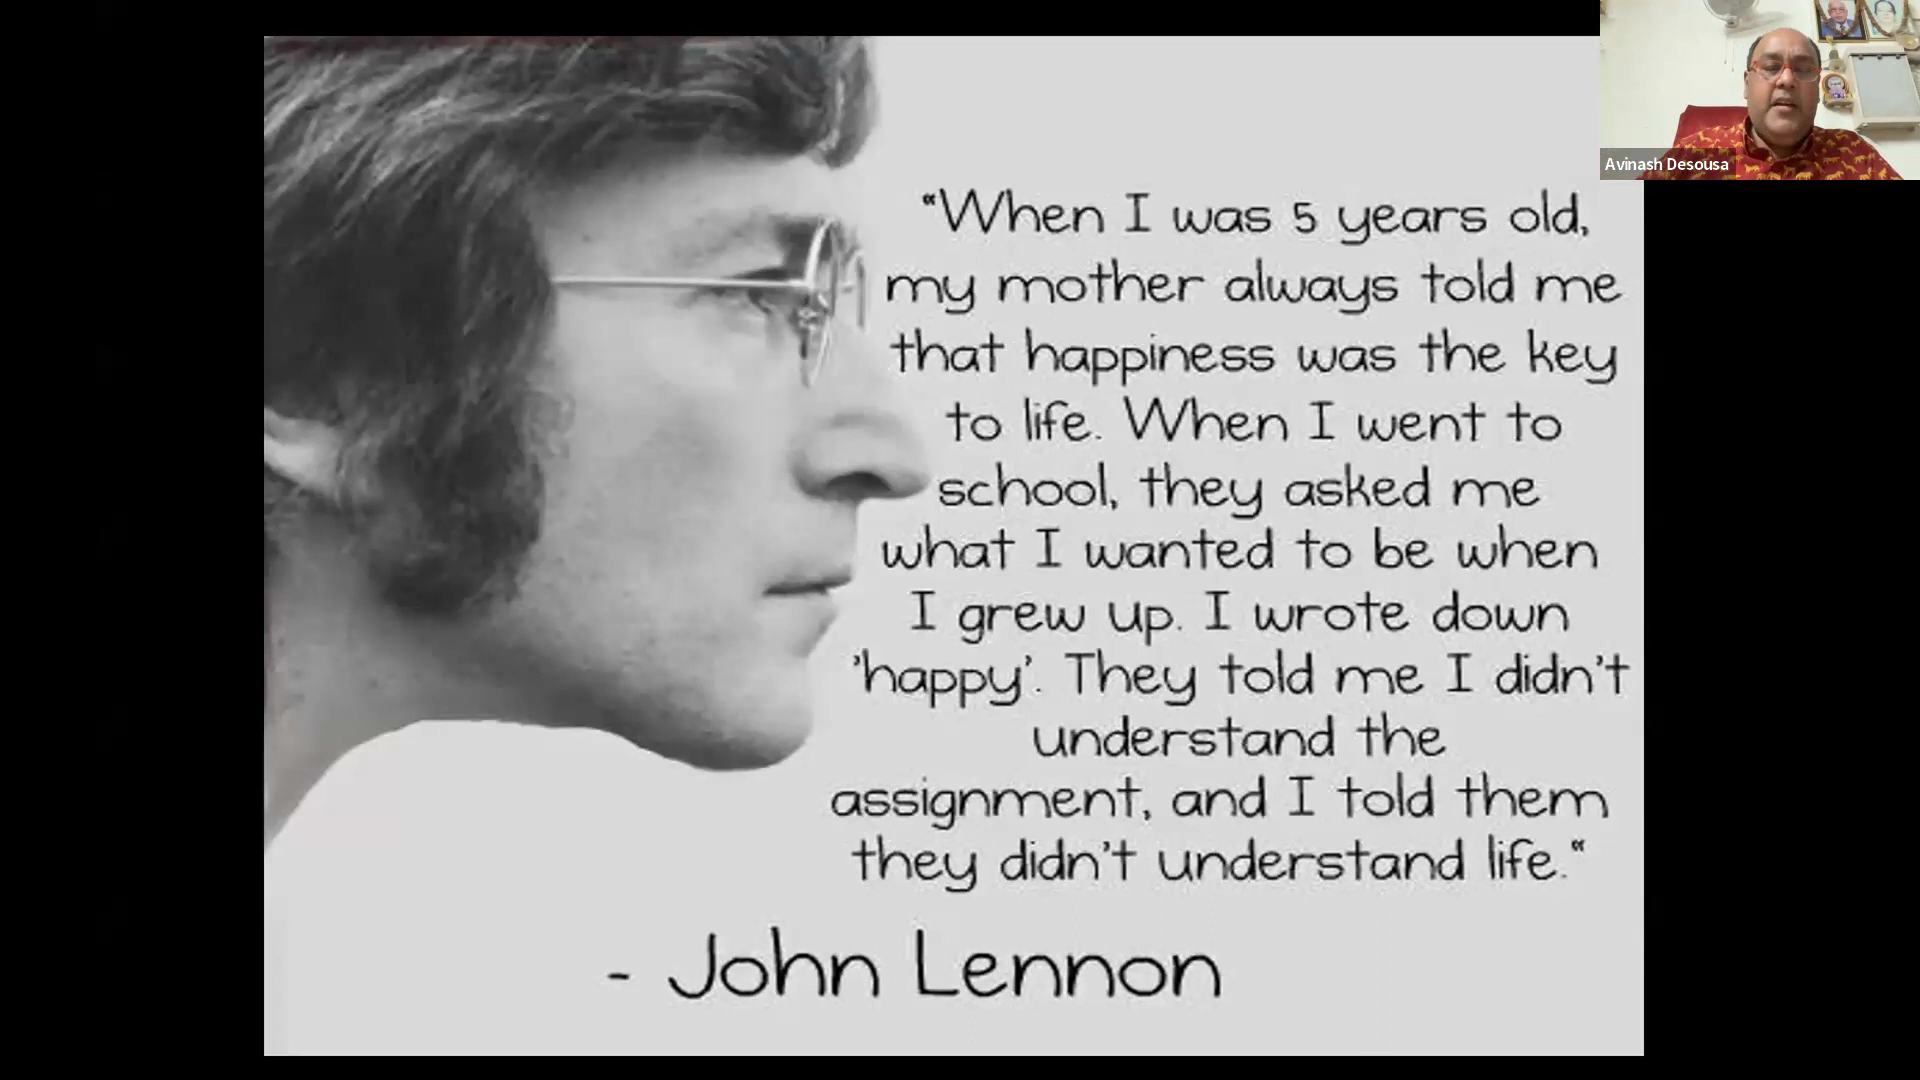 Avinash Desousa
“When I was 5 years old,
my mother always told me
that happiness was the key
to life. When I went to
school, they asked me
what I wanted to be when
I grew up. I wrote down
'happy'. They told me I didn't
understand the
assignment, and I told them
they didn't understand life.“
- John Lennon